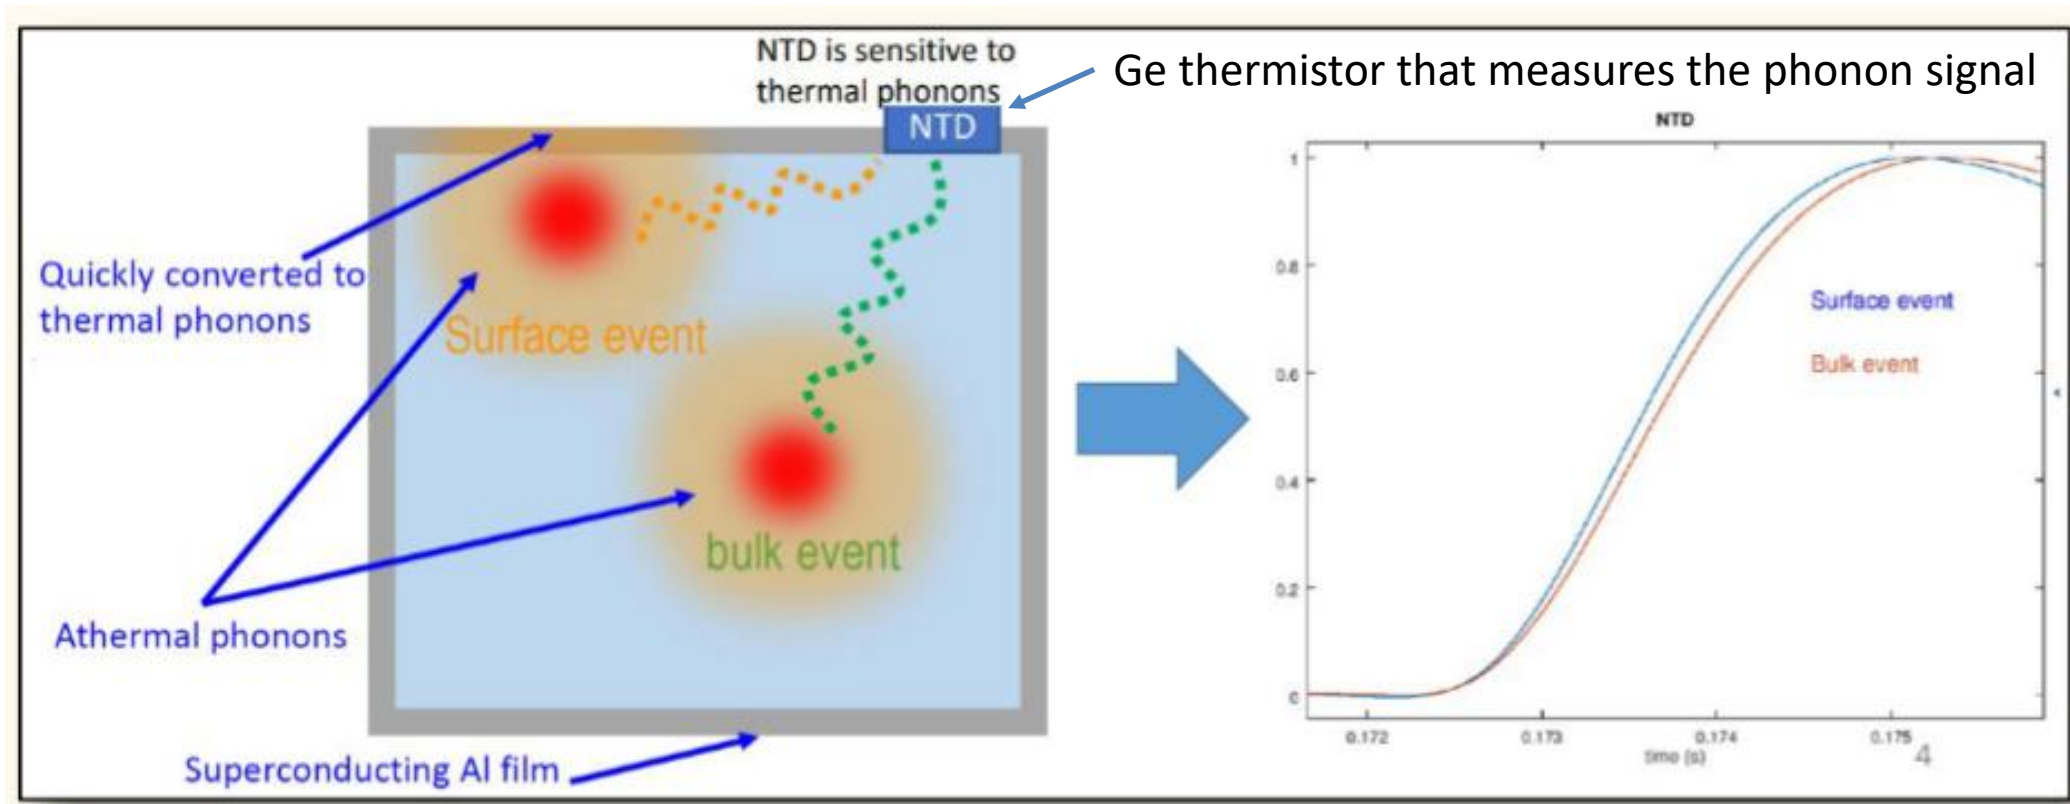 NTD is sensitive to
thermal phonons
Ge thermistor that measures the phonon signal
NTD
Quickly converted to
thermal phonons
Surface event
bulk event
Athermal phonons
Superconducting Al film
NTD
1
0.8
0.6
0.4
0.2
0
Surface event
Bulk event
0.172
0.173
0.174
0.175
time (s)
4